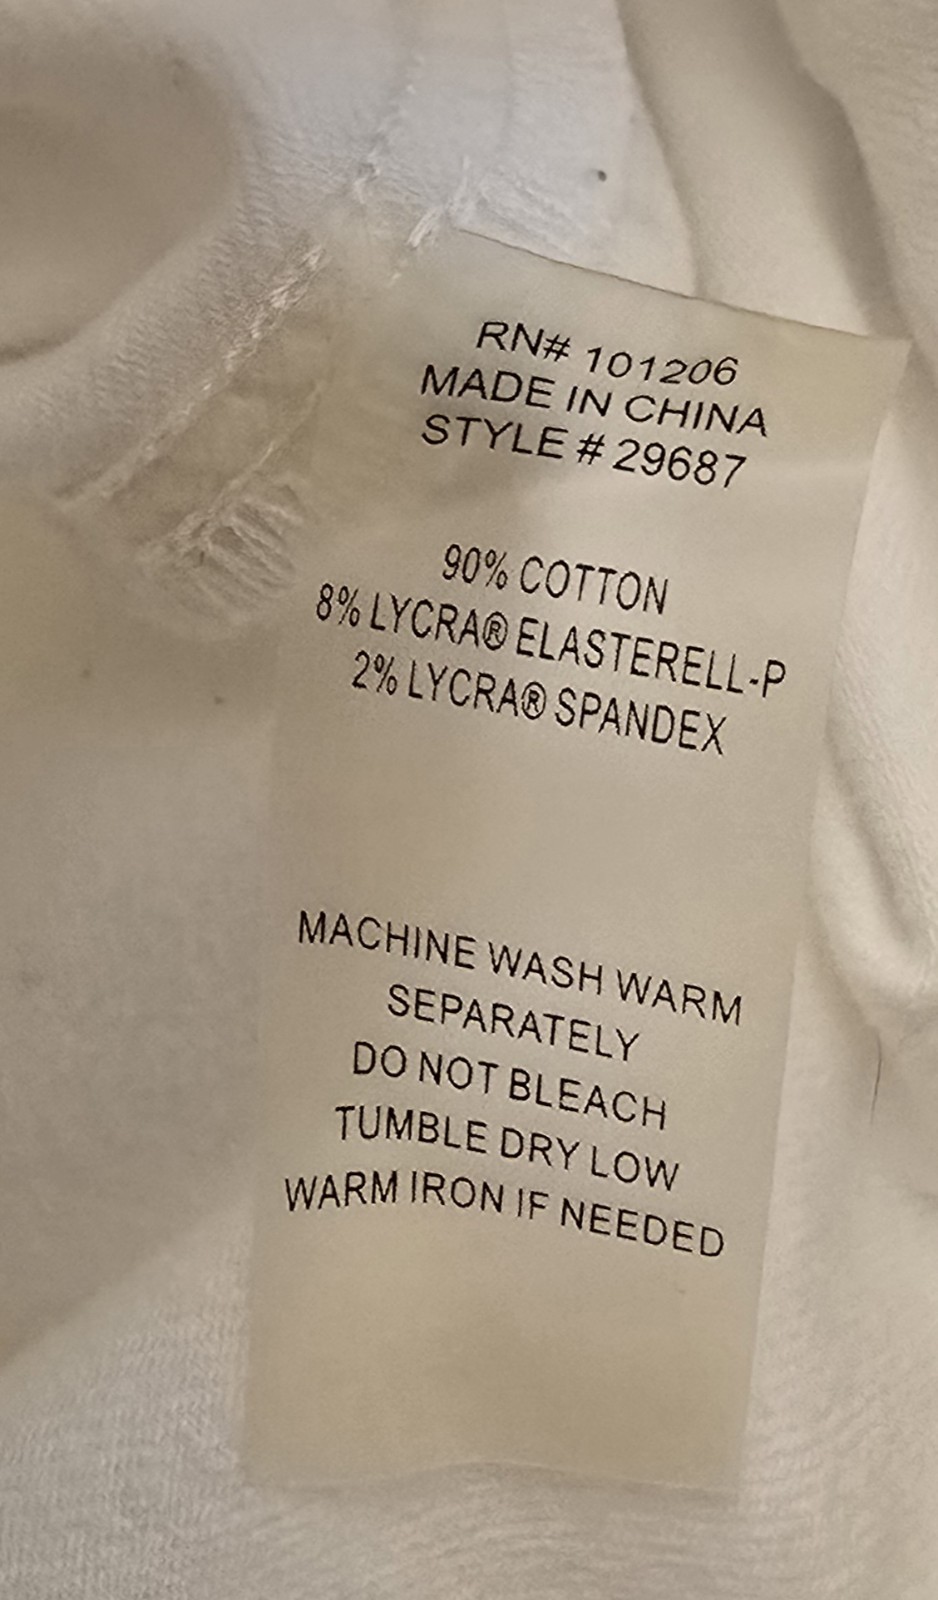 RN# 101206
MADE IN CHINA
STYLE # 29687
90% COTTON
8% LYCRA® ELASTERELL-P
2% LYCRA® SPANDEX
MACHINE WASH WARM
SEPARATELY
DO NOT BLEACH
TUMBLE DRY LOW
WARM IRON IF NEEDED